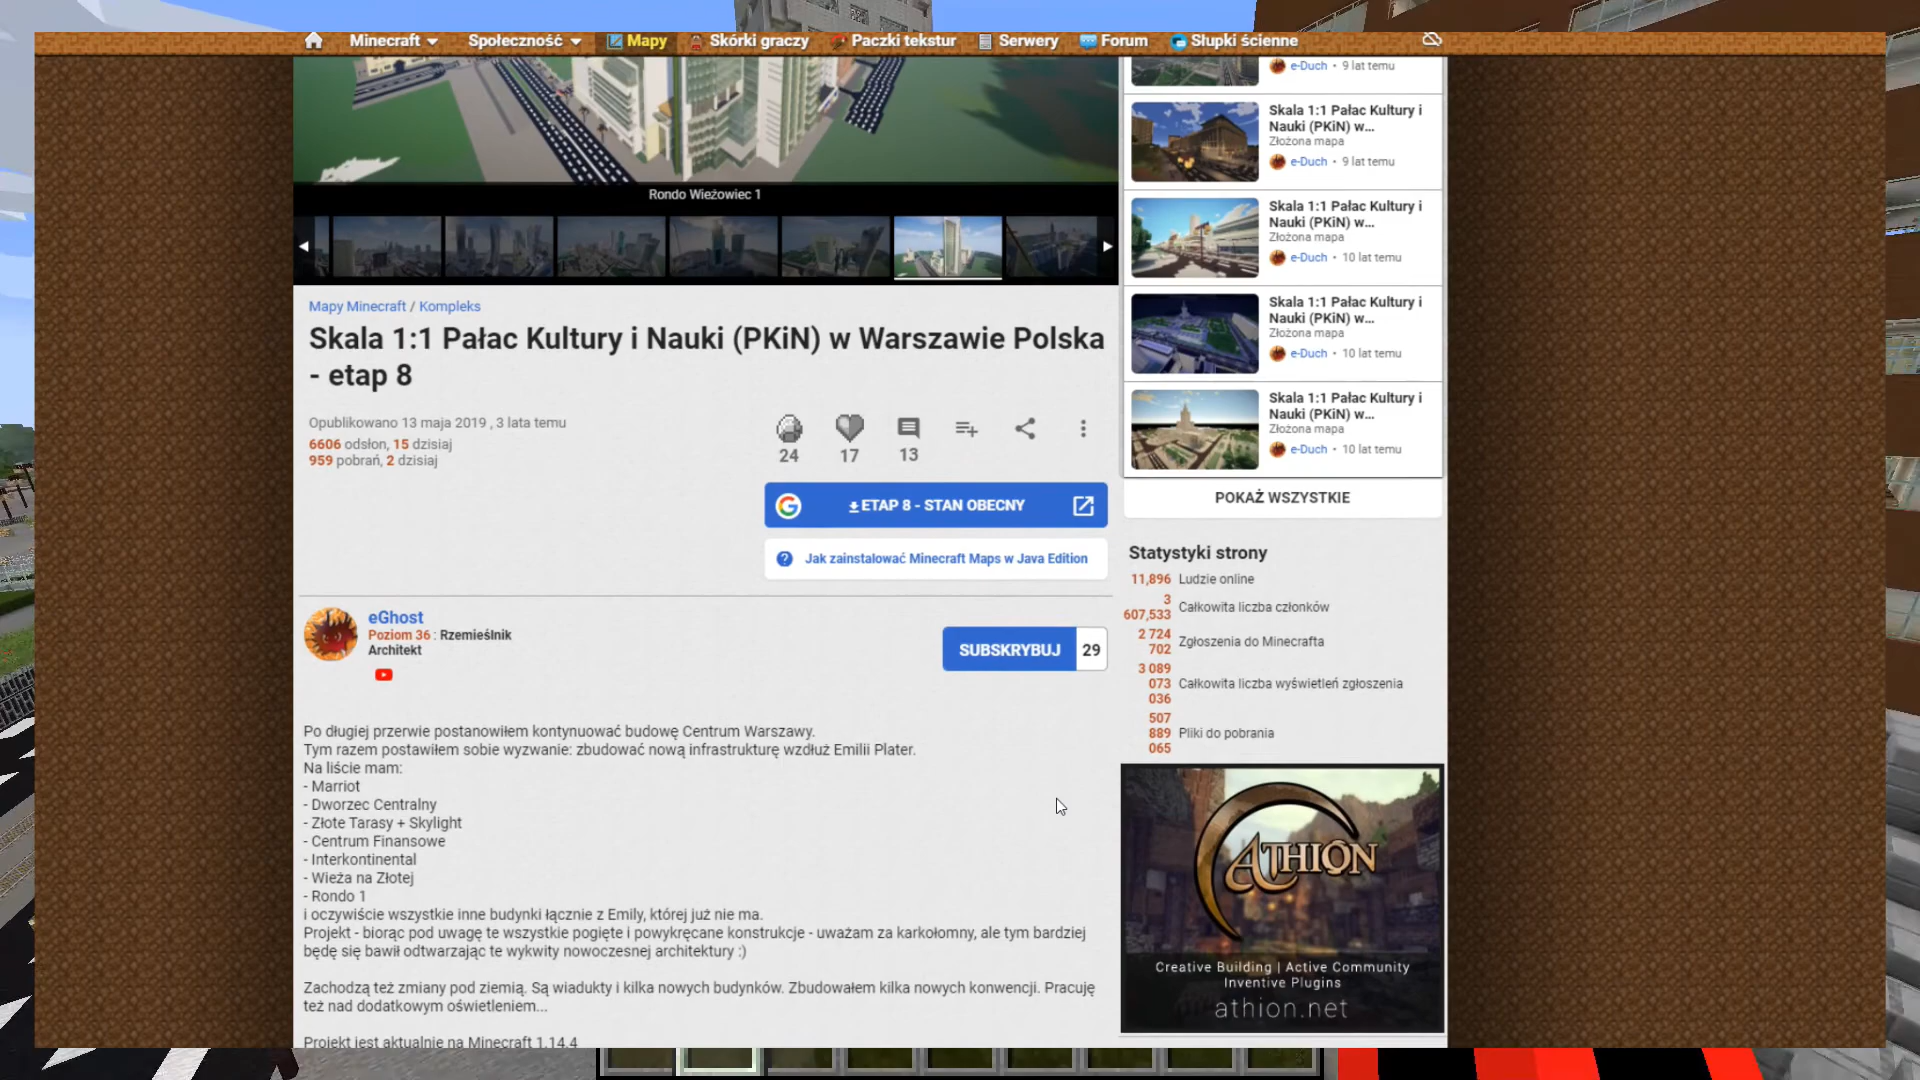 Minecraft Społeczność Mapy Skórki graczy Paczki tekstur Serwery Forum Słupki ścienne
Rondo Wieżowiec 1
Mapy Minecraft / Kompleks
Skala 1:1 Pałac Kultury i Nauki (PKiN) w Warszawie Polska
- etap 8
Opublikowano 13 maja 2019 , 3 lata temu
6606 odsłon, 15 dzisiaj
959 pobrań, 2 dzisiaj
24 17 13
ETAP 8 - STAN OBECNY
Jak zainstalować Minecraft Maps w Java Edition
eGhost
Poziom 36 : Rzemieślnik
Architekt
SUBSKRYBUJ 29
Po długiej przerwie postanowiłem kontynuować budowę Centrum Warszawy.
Tym razem postawiłem sobie wyzwanie: zbudować nową infrastrukturę wzdłuż Emilii Plater.
Na liście mam:
- Marriot
- Dworzec Centralny
- Złote Tarasy + Skylight
- Centrum Finansowe
- Interkontinental
- Wieża na Złotej
- Rondo 1
i oczywiście wszystkie inne budynki łącznie z Emily, której już nie ma.
Projekt - biorąc pod uwagę te wszystkie pogięte i powykręcane konstrukcje - uważam za karkołomny, ale tym bardziej
będę się bawił odtwarzając te wykwity nowoczesnej architektury :)
Zachodzą też zmiany pod ziemią. Są wiadukty i kilka nowych budynków. Zbudowałem kilka nowych konwencji. Pracuję
też nad dodatkowym oświetleniem...
Projekt jest aktualnie na Minecraft 1.14.4
e-Duch • 9 lat temu
Skala 1:1 Pałac Kultury i
Nauki (PKiN) w...
Złożona mapa
e-Duch • 9 lat temu
Skala 1:1 Pałac Kultury i
Nauki (PKiN) w...
Złożona mapa
e-Duch • 10 lat temu
Skala 1:1 Pałac Kultury i
Nauki (PKiN) w...
Złożona mapa
e-Duch • 10 lat temu
Skala 1:1 Pałac Kultury i
Nauki (PKiN) w...
Złożona mapa
e-Duch • 10 lat temu
POKAŻ WSZYSTKIE
Statystyki strony
11,896 Ludzie online
3
607,533 Całkowita liczba członków
2 724
702 Zgłoszenia do Minecrafta
3 089
073 Całkowita liczba wyświetleń zgłoszenia
036
507
889 Pliki do pobrania
065
ATHION
Creative Building | Active Community
Inventive Plugins
athion.net